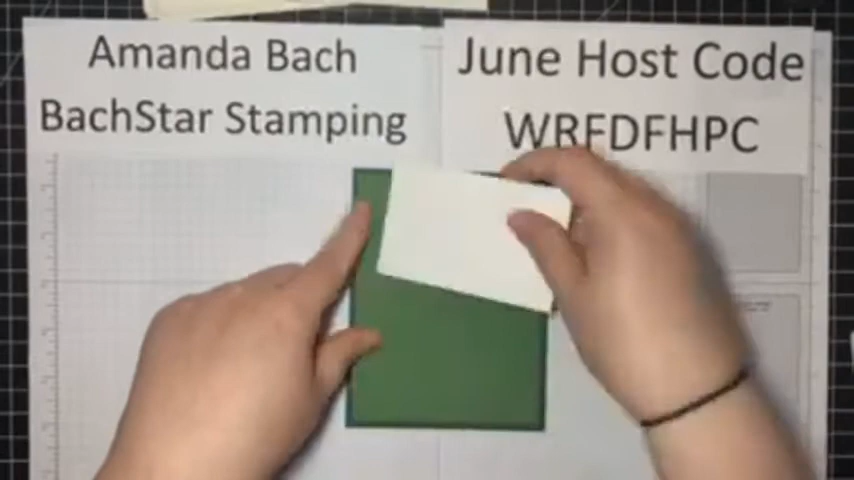 Amanda Bach
BachStar Stamping
June Host Code
WRFDFHPC